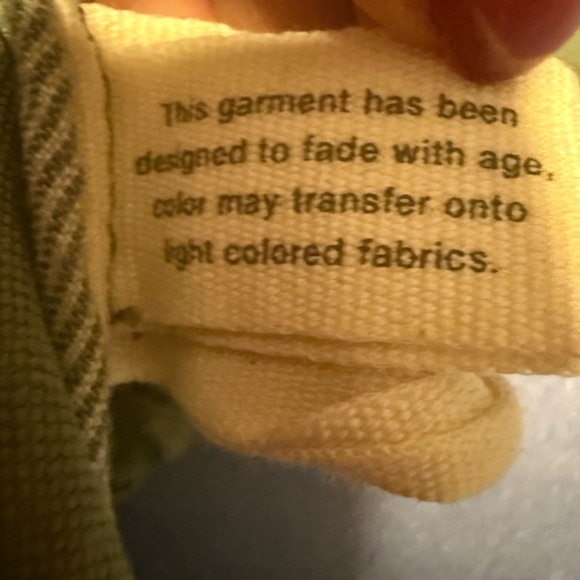 This garment has been
designed to fade with age,
color may transfer onto
light colored fabrics.